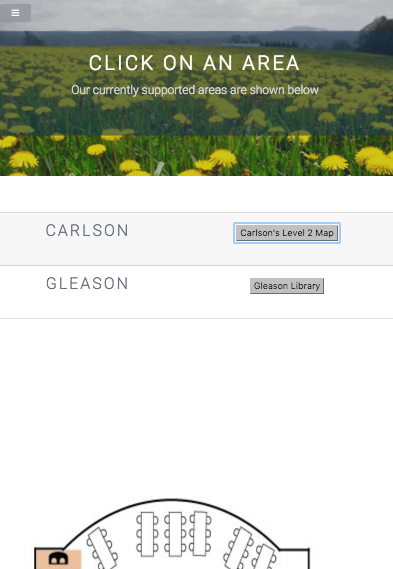 CLICK ON AN AREA
Our currently supported areas are shown below
CARLSON
Carlson's Level 2 Map
GLEASON
Gleason Library
B